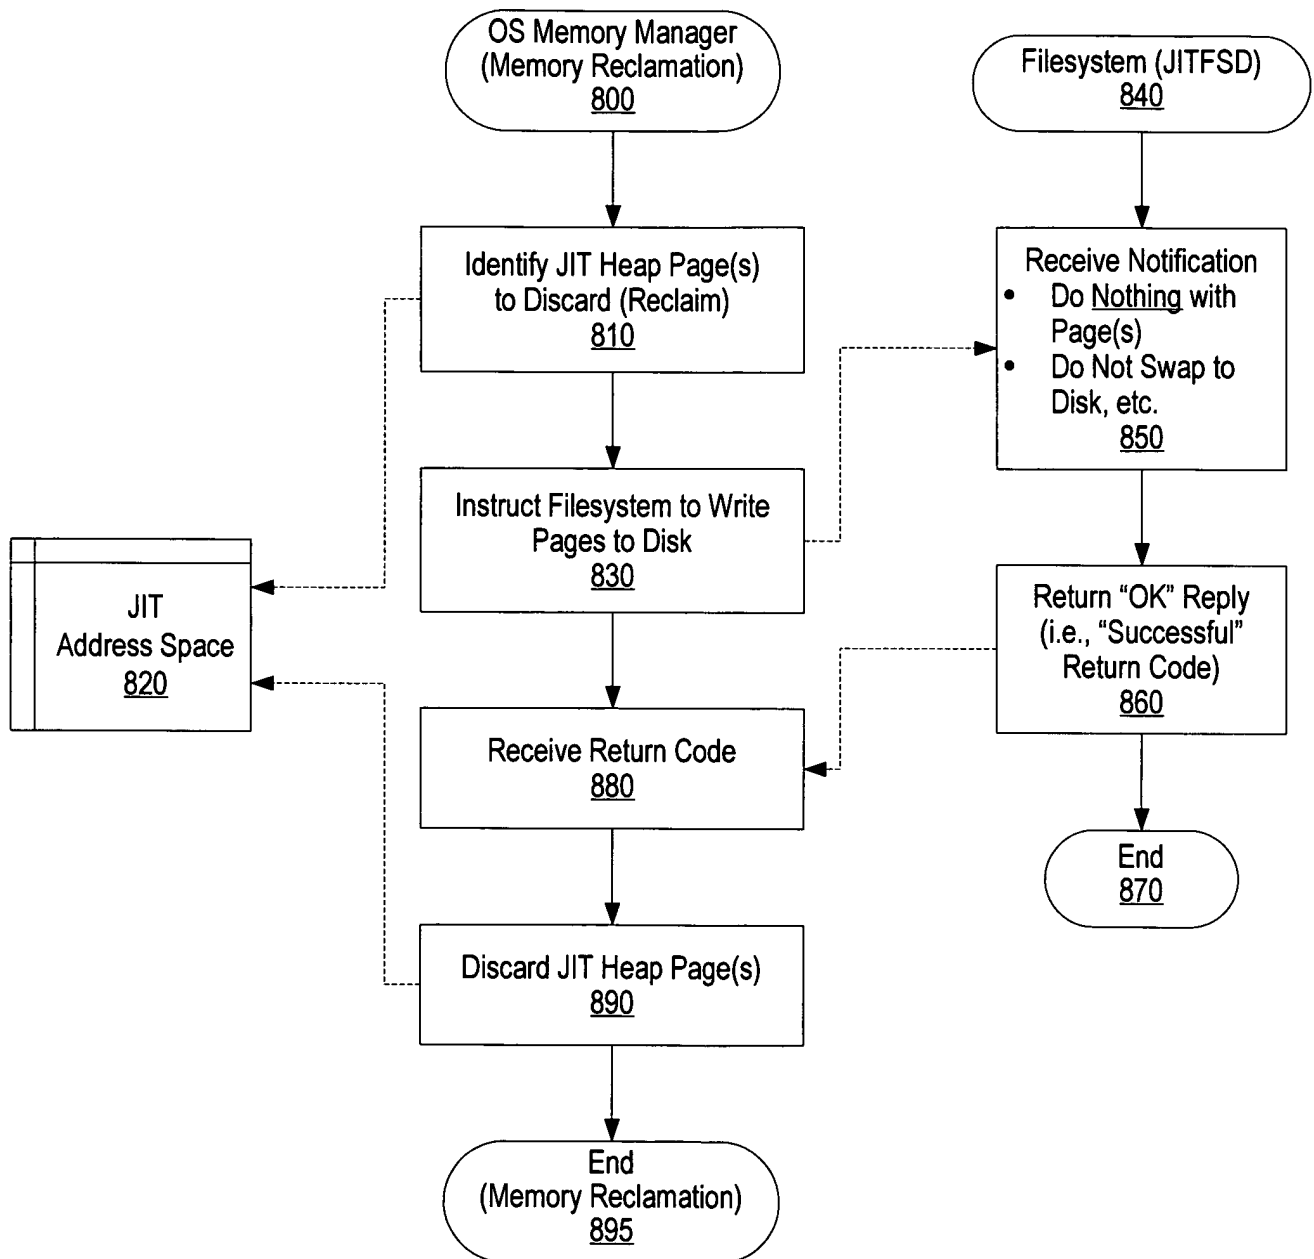 OS Memory Manager
(Memory Reclamation)
800
Filesystem (JITFSD)
840
Identify JIT Heap Page(s)
to Discard (Reclaim)
810
Receive Notification
• Do Nothing with
Page(s)
• Do Not Swap to
Disk, etc.
850
Instruct Filesystem to Write
Pages to Disk
830
JIT
Address Space
820
Return “OK” Reply
(i.e., “Successful”
Return Code)
860
Receive Return Code
880
End
870
Discard JIT Heap Page(s)
890
End
(Memory Reclamation)
895